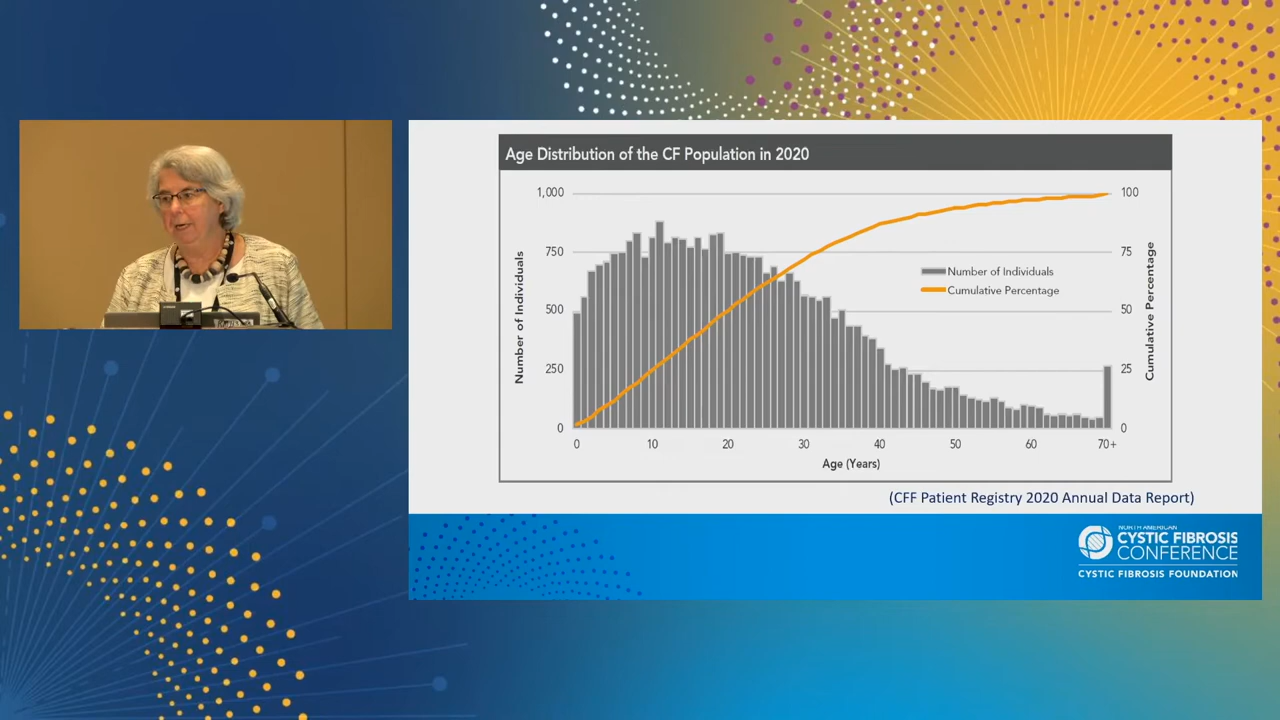 Age Distribution of the CF Population in 2020
1,000
750
500
250
0
Number of Individuals
100
75
50
25
0
Cumulative Percentage
Number of Individuals
Cumulative Percentage
0 10 20 30 40 50 60 70+
Age (Years)
(CFF Patient Registry 2020 Annual Data Report)
NORTH AMERICAN
CYSTIC FIBROSIS
CONFERENCE
CYSTIC FIBROSIS FOUNDATION